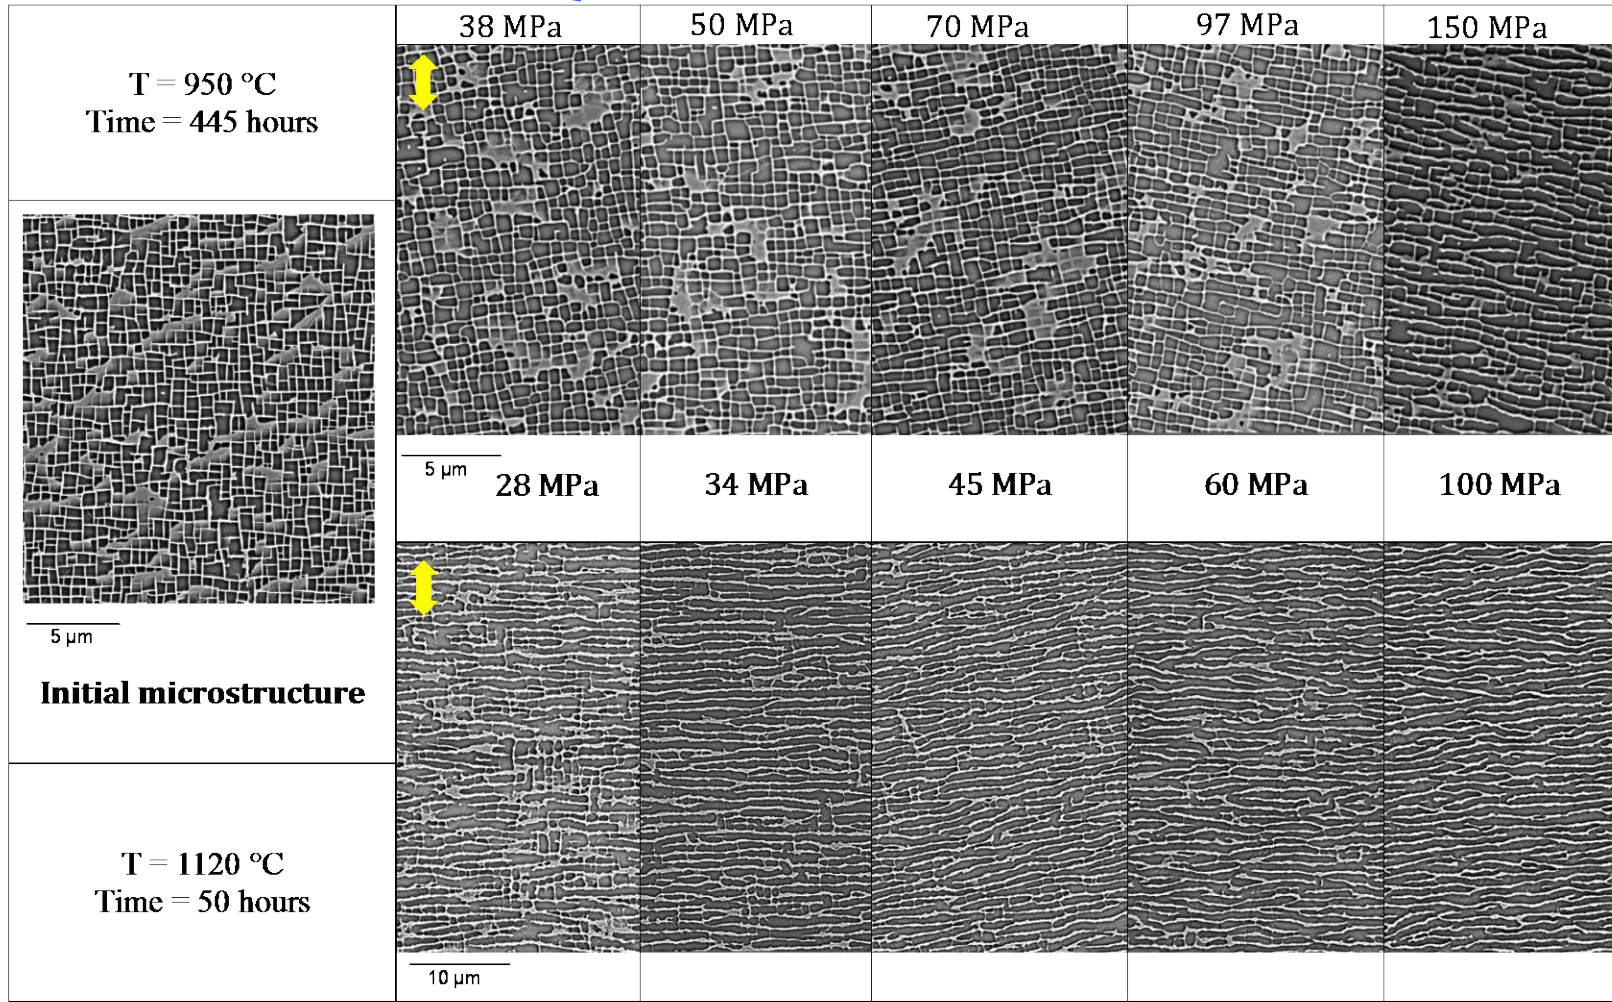 38 MPa
50 MPa
70 MPa
97 MPa
150 MPa
T = 950 °C
Time = 445 hours
5 µm
28 MPa
34 MPa
45 MPa
60 MPa
100 MPa
5 µm
Initial microstructure
T = 1120 °C
Time = 50 hours
10 µm